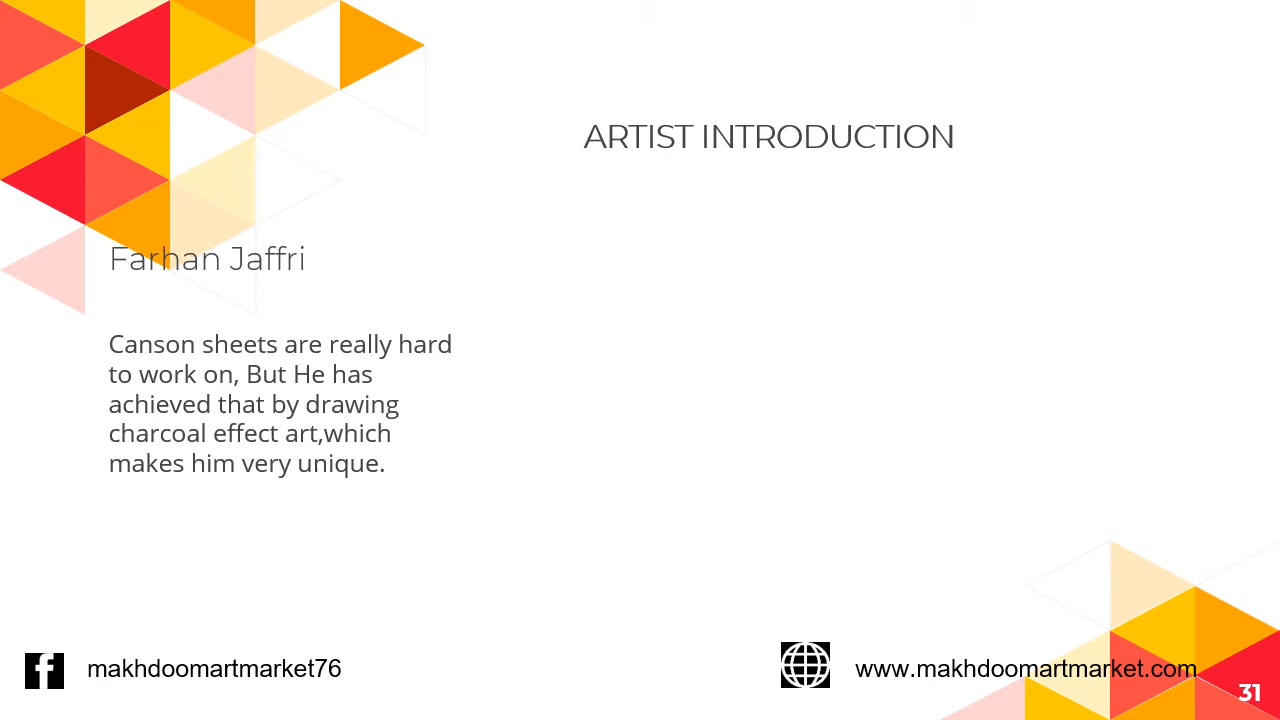 ARTIST INTRODUCTION
Farhan Jaffri
Canson sheets are really hard
to work on, But He has
achieved that by drawing
charcoal effect art,which
makes him very unique.
makhdoomartmarket76
www.makhdoomartmarket.com
31